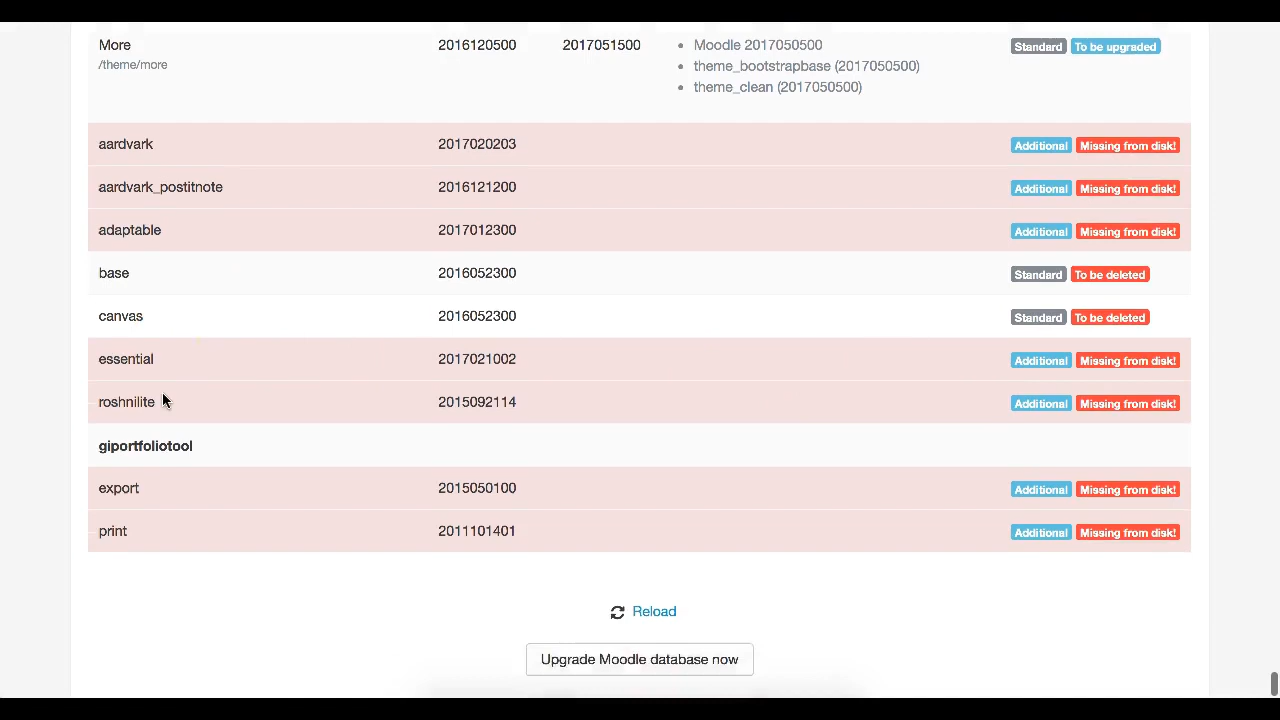 More 2016120500 2017051500 • Moodle 2017050500 Standard To be upgraded
/theme/more • theme_bootstrapbase (2017050500)
• theme_clean (2017050500)
aardvark 2017020203 Additional Missing from disk!
aardvark_postitnote 2016121200 Additional Missing from disk!
adaptable 2017012300 Additional Missing from disk!
base 2016052300 Standard To be deleted
canvas 2016052300 Standard To be deleted
essential 2017021002 Additional Missing from disk!
roshnilite 2015092114 Additional Missing from disk!
giportfoliotool
export 2015050100 Additional Missing from disk!
print 2011101401 Additional Missing from disk!
Reload
Upgrade Moodle database now